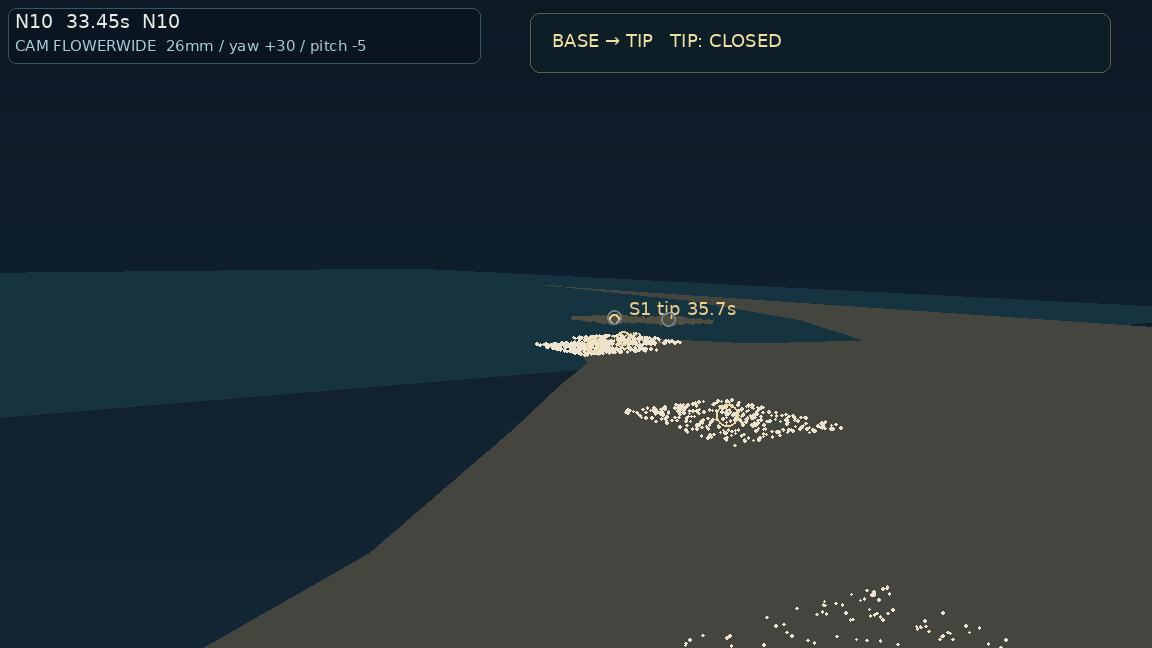 N10  33.45s  N10
CAM FLOWERWIDE  26mm / yaw +30 / pitch -5
BASE → TIP   TIP: CLOSED
S1 tip 35.7s